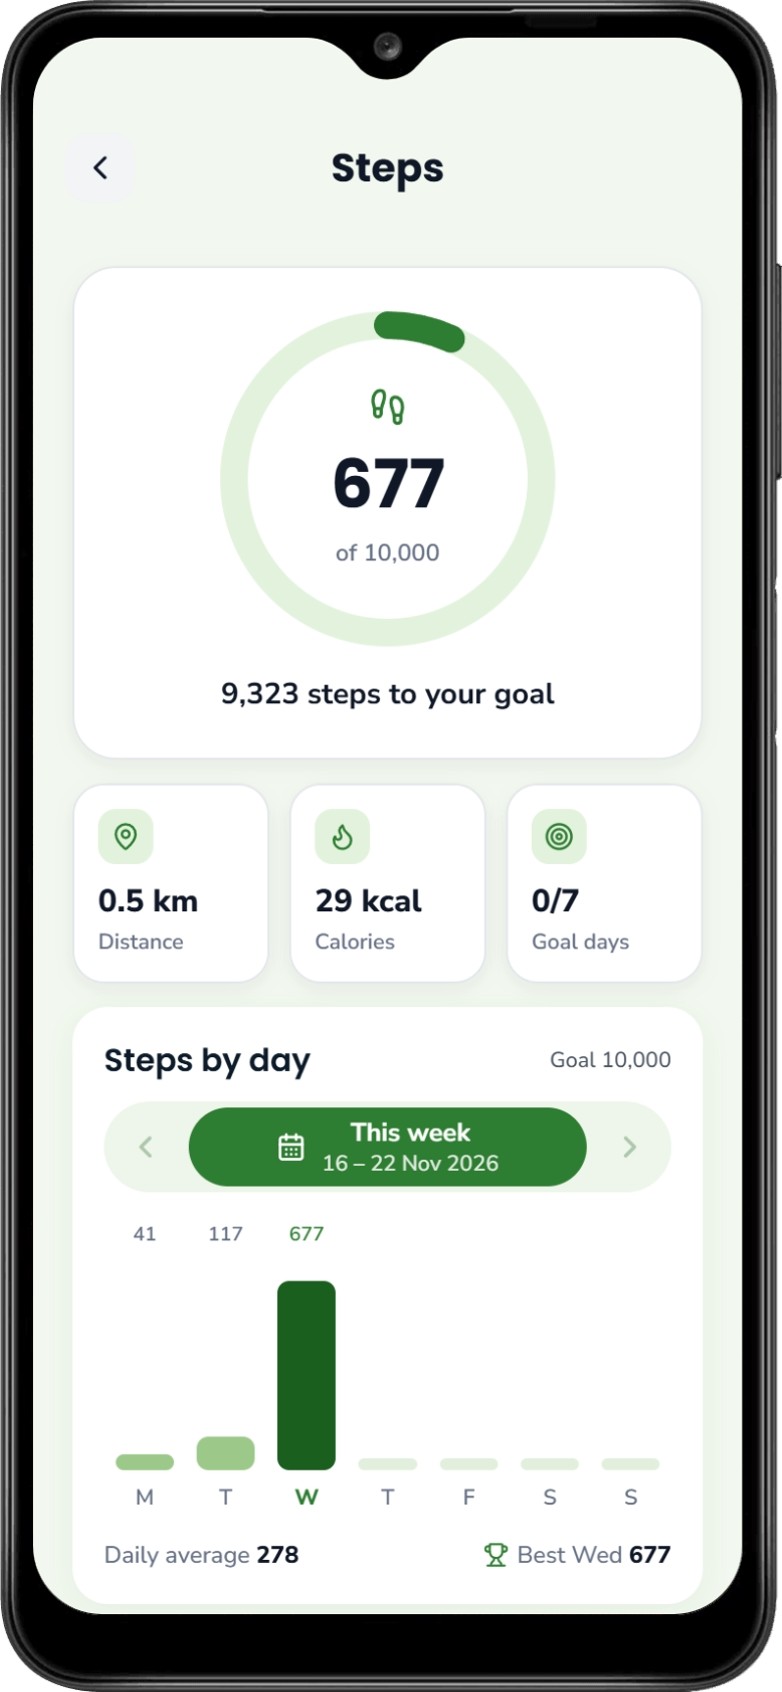 Steps
677
of 10,000
9,323 steps to your goal
0.5 km
Distance
29 kcal
Calories
0/7
Goal days
Steps by day
Goal 10,000
This week
16 – 22 Nov 2026
41 117 677
M T W T F S S
Daily average 278
Best Wed 677